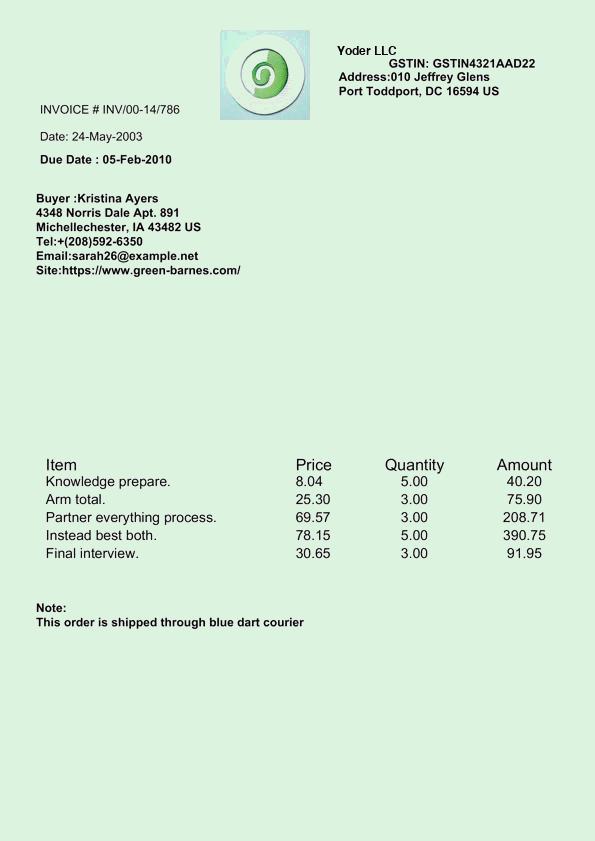 Yoder LLC
GSTIN: GSTIN4321AAD22
Address:010 Jeffrey Glens
Port Toddport, DC 16594 US
INVOICE # INV/00-14/786
Date: 24-May-2003
Due Date : 05-Feb-2010
Buyer :Kristina Ayers
4348 Norris Dale Apt. 891
Michellechester, IA 43482 US
Tel:+(208)592-6350
Email:sarah26@example.net
Site:https://www.green-barnes.com/
Item Price Quantity Amount
Knowledge prepare. 8.04 5.00 40.20
Arm total. 25.30 3.00 75.90
Partner everything process. 69.57 3.00 208.71
Instead best both. 78.15 5.00 390.75
Final interview. 30.65 3.00 91.95
Note:
This order is shipped through blue dart courier